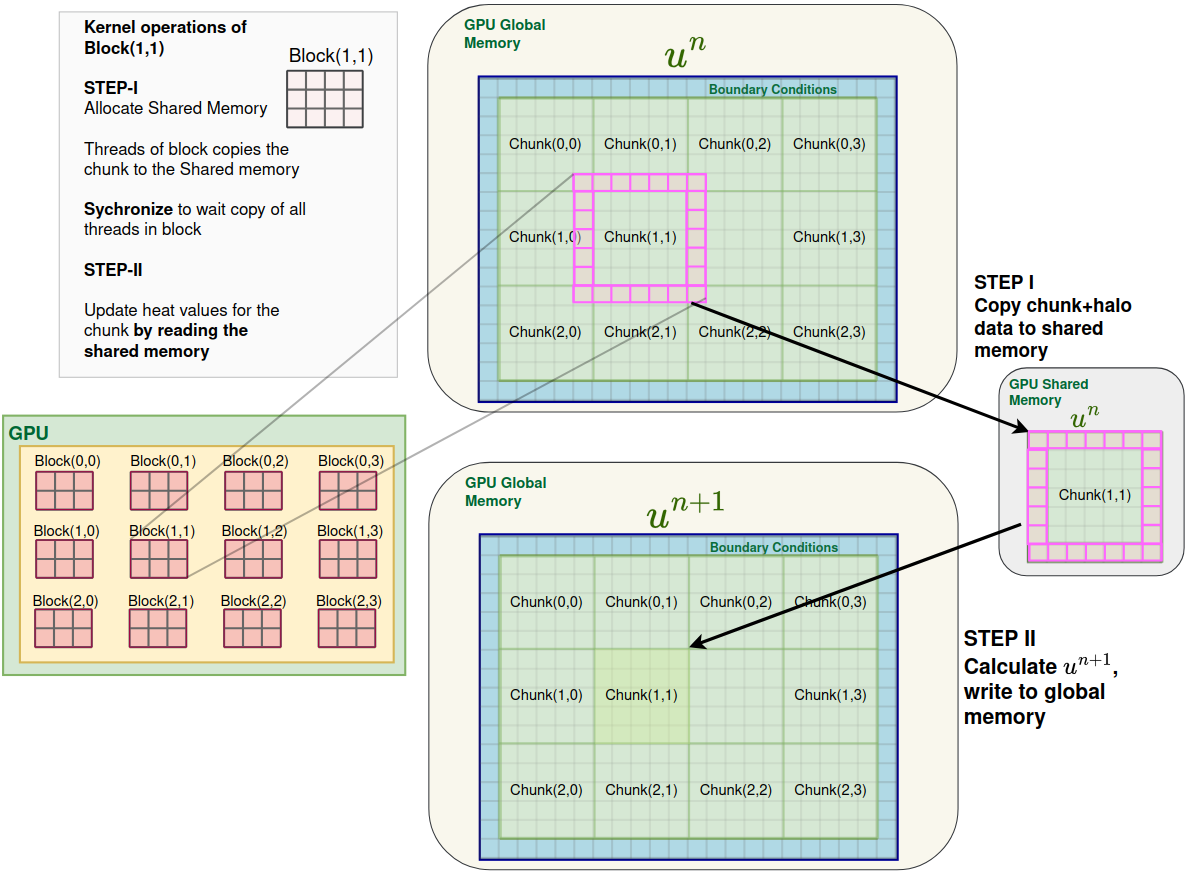 Kernel operations of
Block(1,1)
Block(1,1)
STEP-I
Allocate Shared Memory
Threads of block copies the
chunk to the Shared memory
Sychronize to wait copy of all
threads in block
STEP-II
Update heat values for the
chunk by reading the
shared memory
GPU Global
Memory
u^n
Boundary Conditions
Chunk(0,0) Chunk(0,1) Chunk(0,2) Chunk(0,3)
Chunk(1,0) Chunk(1,1) Chunk(1,3)
Chunk(2,0) Chunk(2,1) Chunk(2,2) Chunk(2,3)
STEP I
Copy chunk+halo
data to shared
memory
GPU Shared
Memory
u^n
Chunk(1,1)
GPU
Block(0,0) Block(0,1) Block(0,2) Block(0,3)
Block(1,0) Block(1,1) Block(1,2) Block(1,3)
Block(2,0) Block(2,1) Block(2,2) Block(2,3)
GPU Global
Memory
u^{n+1}
Boundary Conditions
Chunk(0,0) Chunk(0,1) Chunk(0,2) Chunk(0,3)
Chunk(1,0) Chunk(1,1) Chunk(1,3)
Chunk(2,0) Chunk(2,1) Chunk(2,2) Chunk(2,3)
STEP II
Calculate u^{n+1},
write to global
memory